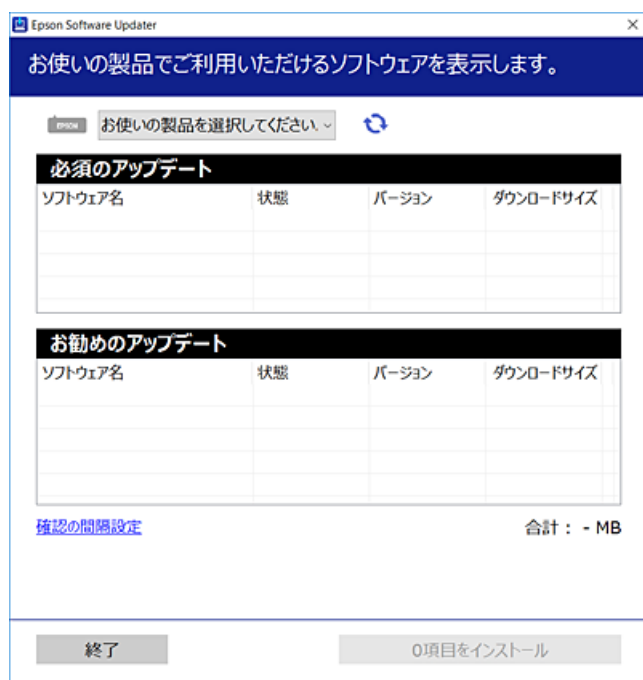 Epson Software Updater
お使いの製品でご利用いただけるソフトウェアを表示します。
EPSON お使いの製品を選択してください.
必須のアップデート
ソフトウェア名 状態 バージョン ダウンロードサイズ
お勧めのアップデート
ソフトウェア名 状態 バージョン ダウンロードサイズ
確認の間隔設定 合計： - MB
終了 0項目をインストール